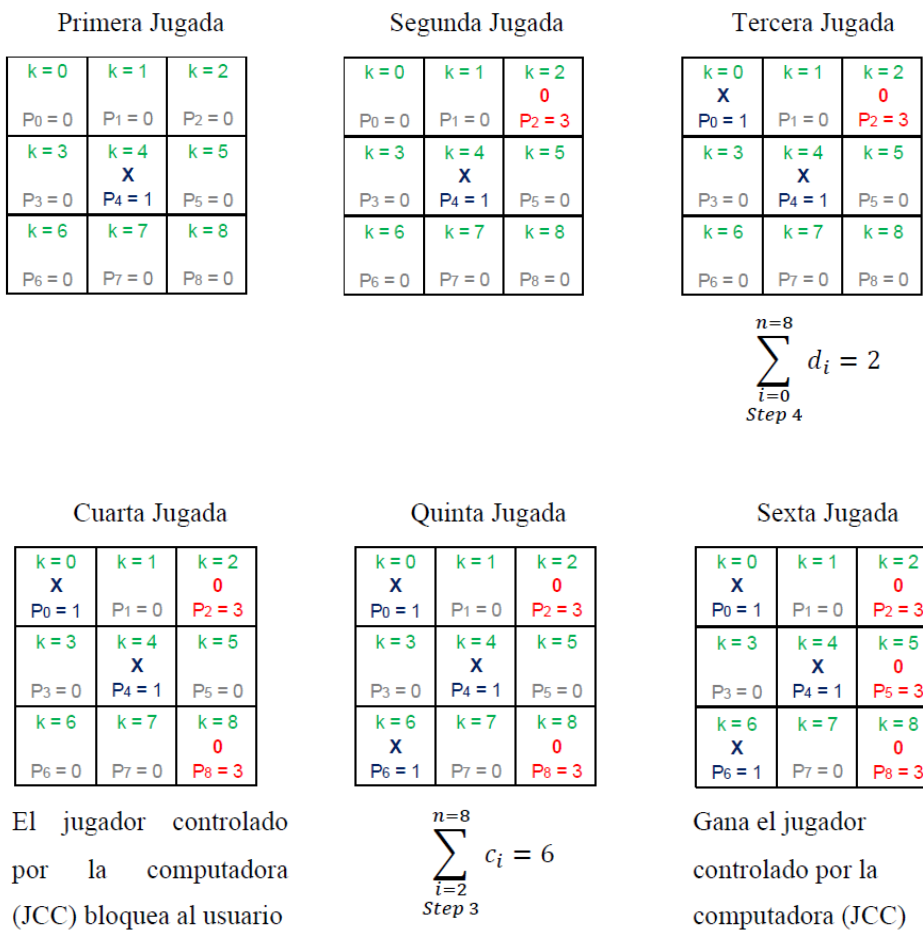 Primera Jugada Segunda Jugada Tercera Jugada
k = 0 k = 1 k = 2 k = 0 k = 1 k = 2 k = 0 k = 1 k = 2
0 X 0
P₀ = 0 P₁ = 0 P₂ = 0 P₀ = 0 P₁ = 0 P₂ = 3 P₀ = 1 P₁ = 0 P₂ = 3
k = 3 k = 4 k = 5 k = 3 k = 4 k = 5 k = 3 k = 4 k = 5
X X X
P₃ = 0 P₄ = 1 P₅ = 0 P₃ = 0 P₄ = 1 P₅ = 0 P₃ = 0 P₄ = 1 P₅ = 0
k = 6 k = 7 k = 8 k = 6 k = 7 k = 8 k = 6 k = 7 k = 8
P₆ = 0 P₇ = 0 P₈ = 0 P₆ = 0 P₇ = 0 P₈ = 0 P₆ = 0 P₇ = 0 P₈ = 0
n=8
∑ dᵢ = 2
i=0
Step 4
Cuarta Jugada Quinta Jugada Sexta Jugada
k = 0 k = 1 k = 2 k = 0 k = 1 k = 2 k = 0 k = 1 k = 2
X 0 X 0 X 0
P₀ = 1 P₁ = 0 P₂ = 3 P₀ = 1 P₁ = 0 P₂ = 3 P₀ = 1 P₁ = 0 P₂ = 3
k = 3 k = 4 k = 5 k = 3 k = 4 k = 5 k = 3 k = 4 k = 5
X X X 0
P₃ = 0 P₄ = 1 P₅ = 0 P₃ = 0 P₄ = 1 P₅ = 0 P₃ = 0 P₄ = 1 P₅ = 3
k = 6 k = 7 k = 8 k = 6 k = 7 k = 8 k = 6 k = 7 k = 8
0 X 0 X 0
P₆ = 0 P₇ = 0 P₈ = 3 P₆ = 1 P₇ = 0 P₈ = 3 P₆ = 1 P₇ = 0 P₈ = 3
El jugador controlado
por la computadora
(JCC) bloquea al usuario
n=8
∑ cᵢ = 6
i=2
Step 3
Gana el jugador
controlado por la
computadora (JCC)